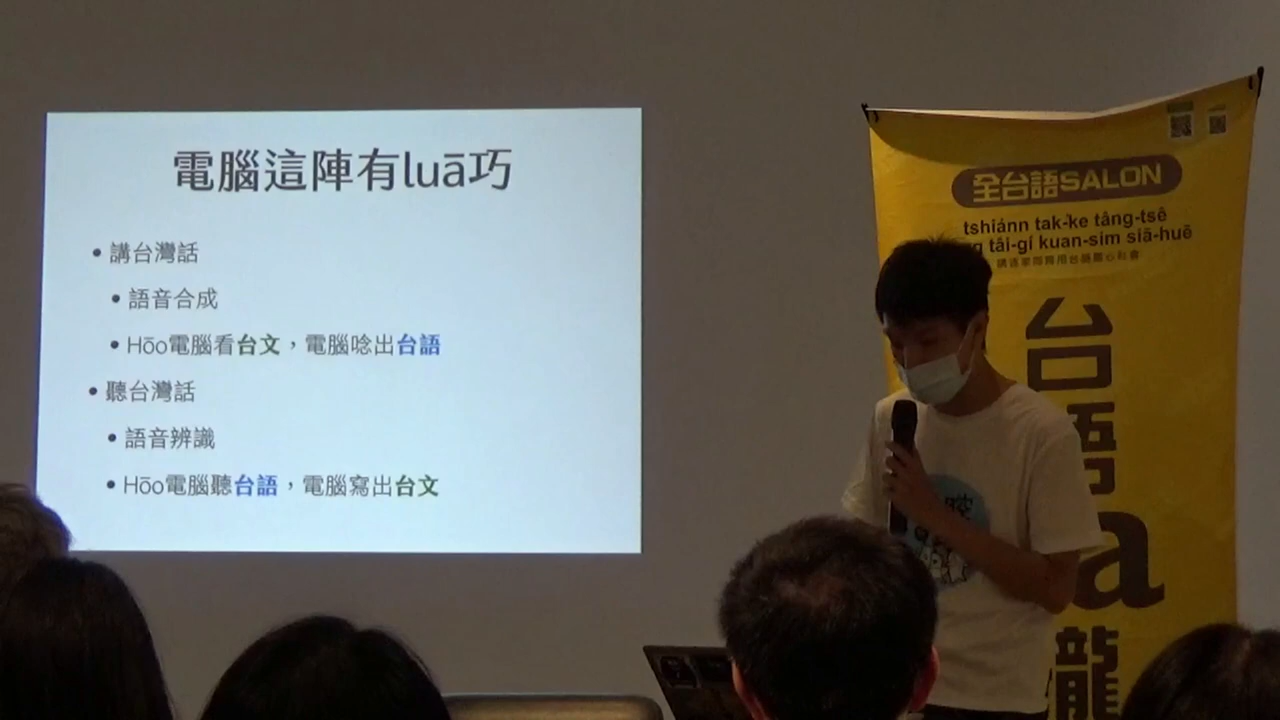 電腦這陣有luā巧
• 講台灣話
• 語音合成
• Hōo電腦看台文，電腦唸出台語
• 聽台灣話
• 語音辨識
• Hōo電腦聽台語，電腦寫出台文
全台語SALON
tshiánn tak-ke tâng-tsê
tâi-gí kuan-sim siā-huē
台語a龍
腔